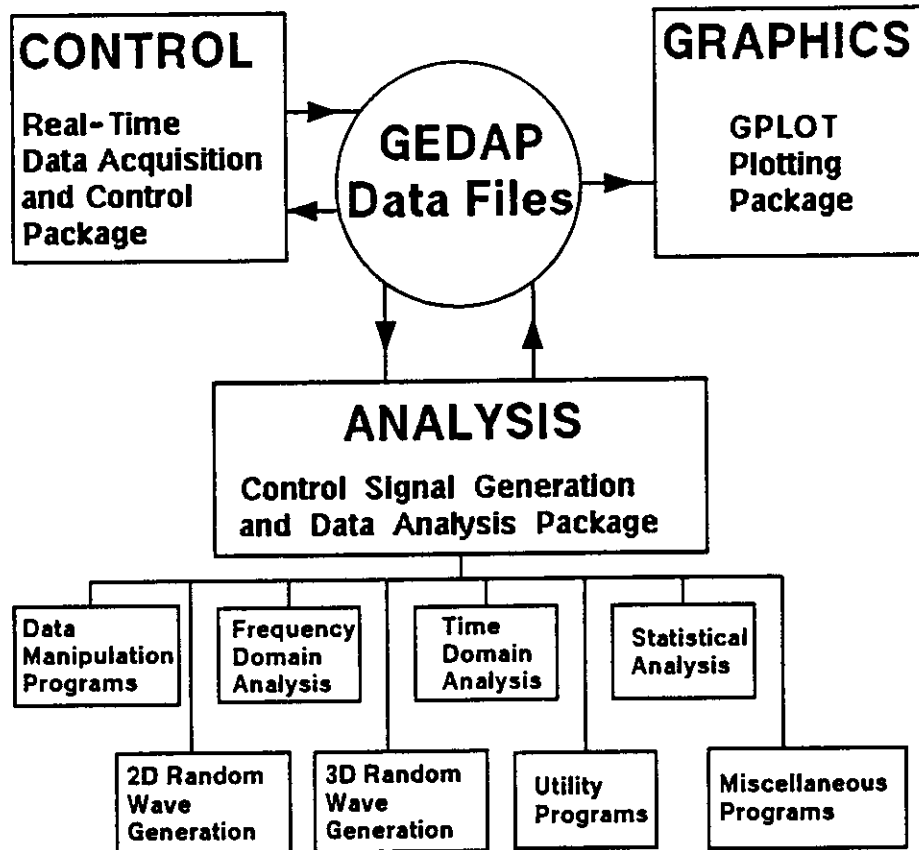 CONTROL
Real-Time
Data Acquisition
and Control
Package
GEDAP
Data Files
GRAPHICS
GPLOT
Plotting
Package
ANALYSIS
Control Signal Generation
and Data Analysis Package
Data
Manipulation
Programs
Frequency
Domain
Analysis
Time
Domain
Analysis
Statistical
Analysis
2D Random
Wave
Generation
3D Random
Wave
Generation
Utility
Programs
Miscellaneous
Programs